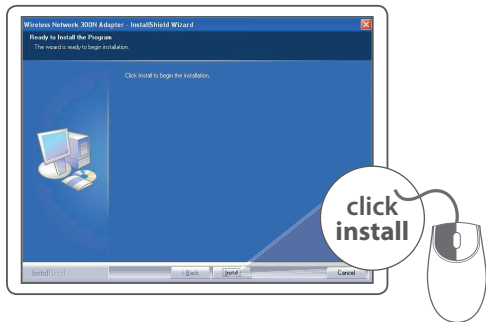 Wireless Network 300N Adapter - InstallShield Wizard
Ready to Install the Program
The wizard is ready to begin installation.
Click Install to begin the installation.
click
install
InstallShield
< Back
Install
Cancel